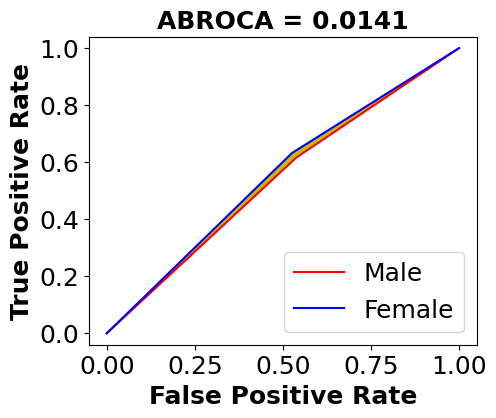 ABROCA = 0.0141
True Positive Rate
1.0
0.8
0.6
0.4
0.2
0.0
Male
Female
0.00 0.25 0.50 0.75 1.00
False Positive Rate